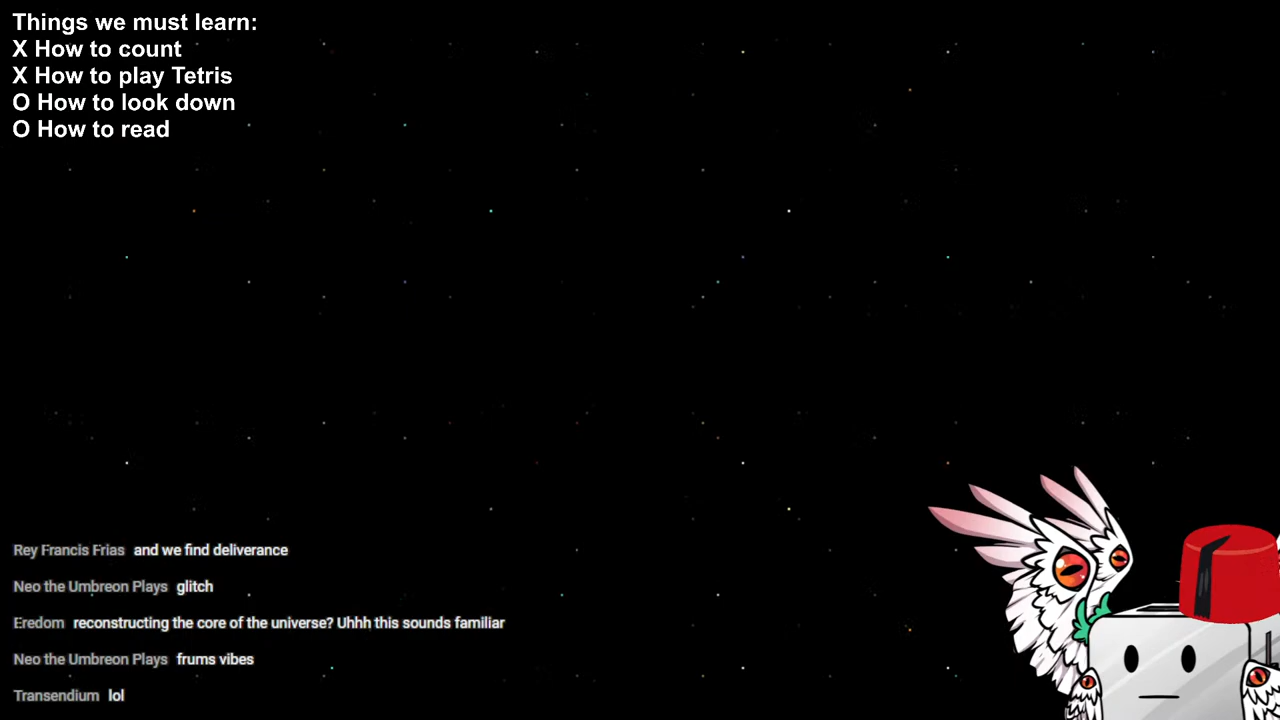 Things we must learn:
X How to count
X How to play Tetris
O How to look down
O How to read
Rey Francis Frias and we find deliverance
Neo the Umbreon Plays glitch
Eredom reconstructing the core of the universe? Uhhh this sounds familiar
Neo the Umbreon Plays frums vibes
Transendium lol